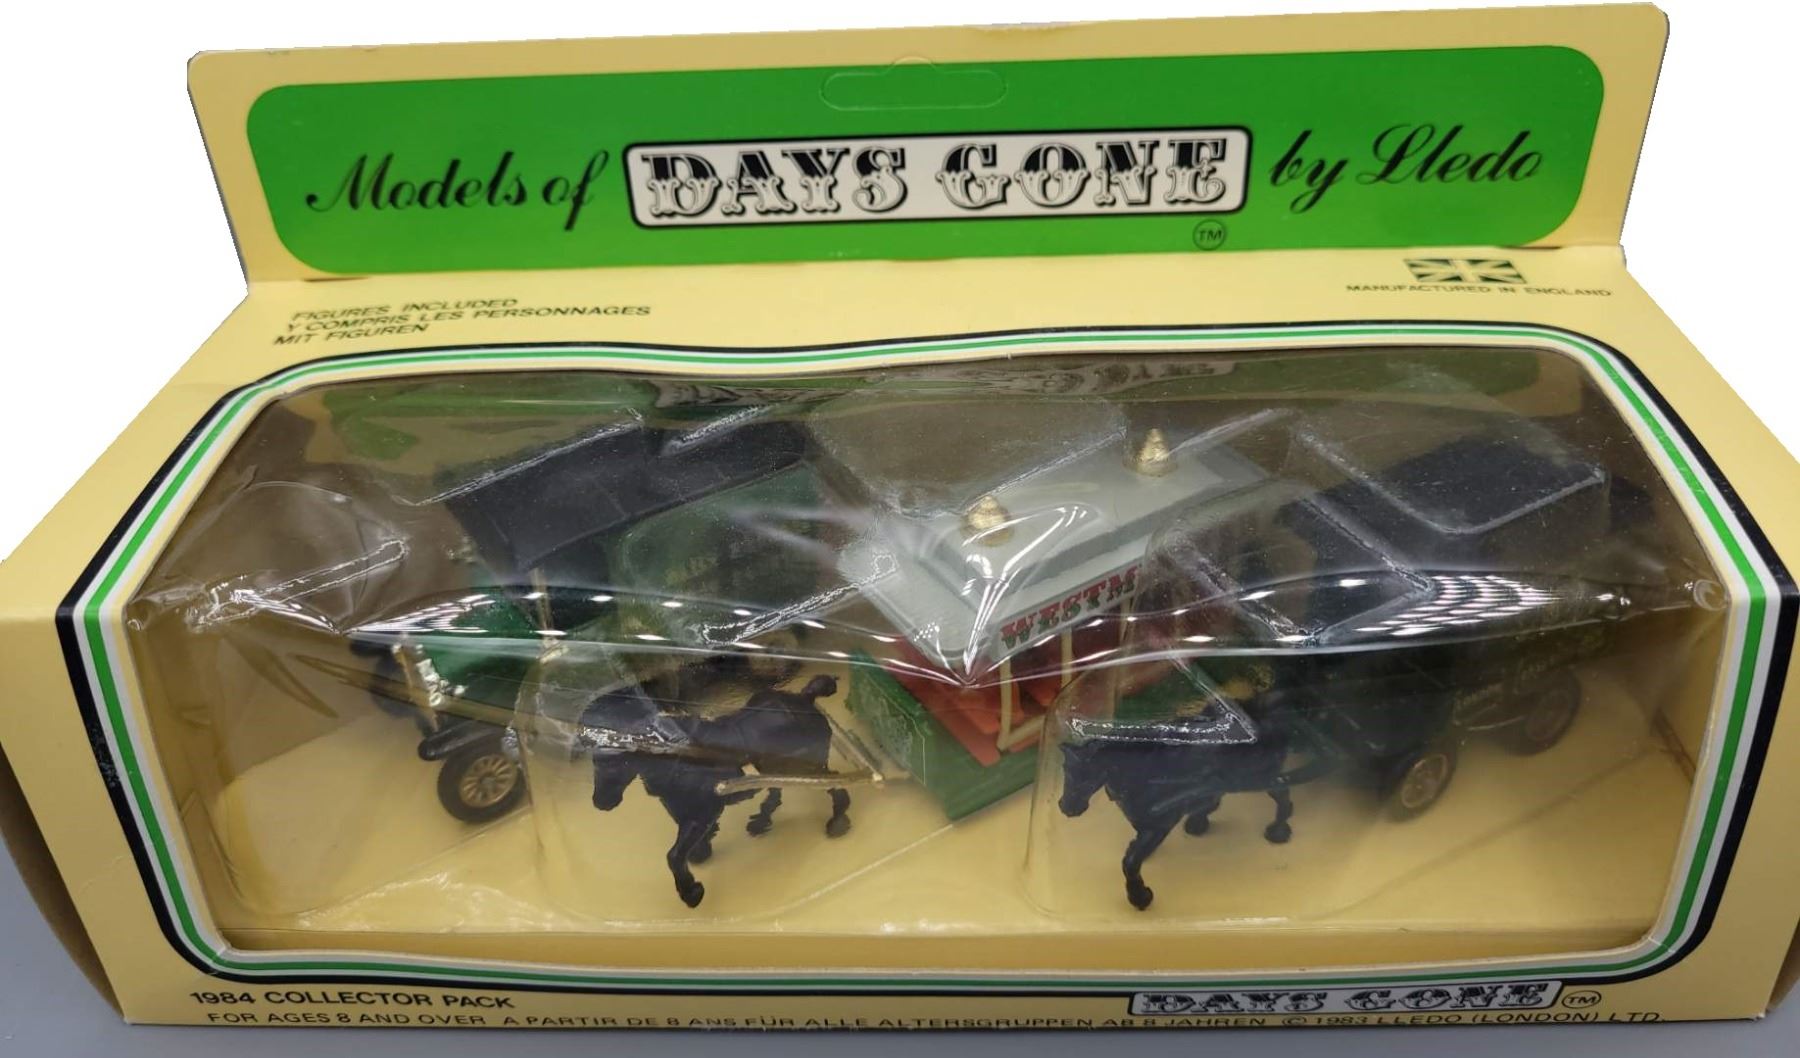 Models of DAYS GONE by Lledo
TM
FIGURES INCLUDED
Y COMPRIS LES PERSONNAGES
MIT FIGUREN
MANUFACTURED IN ENGLAND
WESTM
1984 COLLECTOR PACK
DAYS GONE TM
FOR AGES 8 AND OVER A PARTIR DE 8 ANS FÜR ALLE ALTERSGRUPPEN AB 8 JAHREN © 1983 LLEDO (LONDON) LTD.